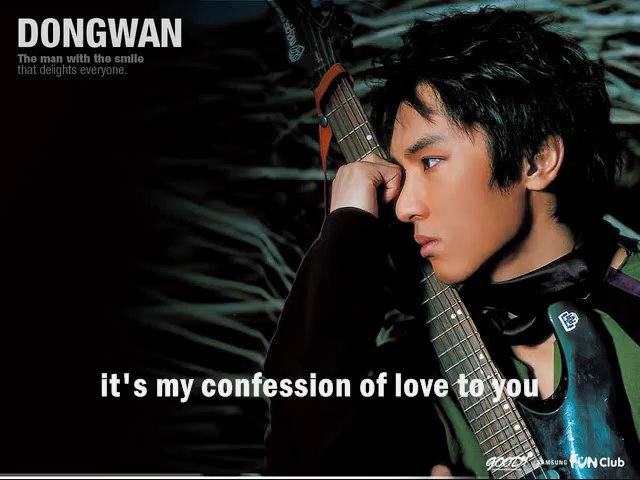 DONGWAN
The man with the smile
that delights everyone.
it's my confession of love to you
SAMSUNG FUN Club